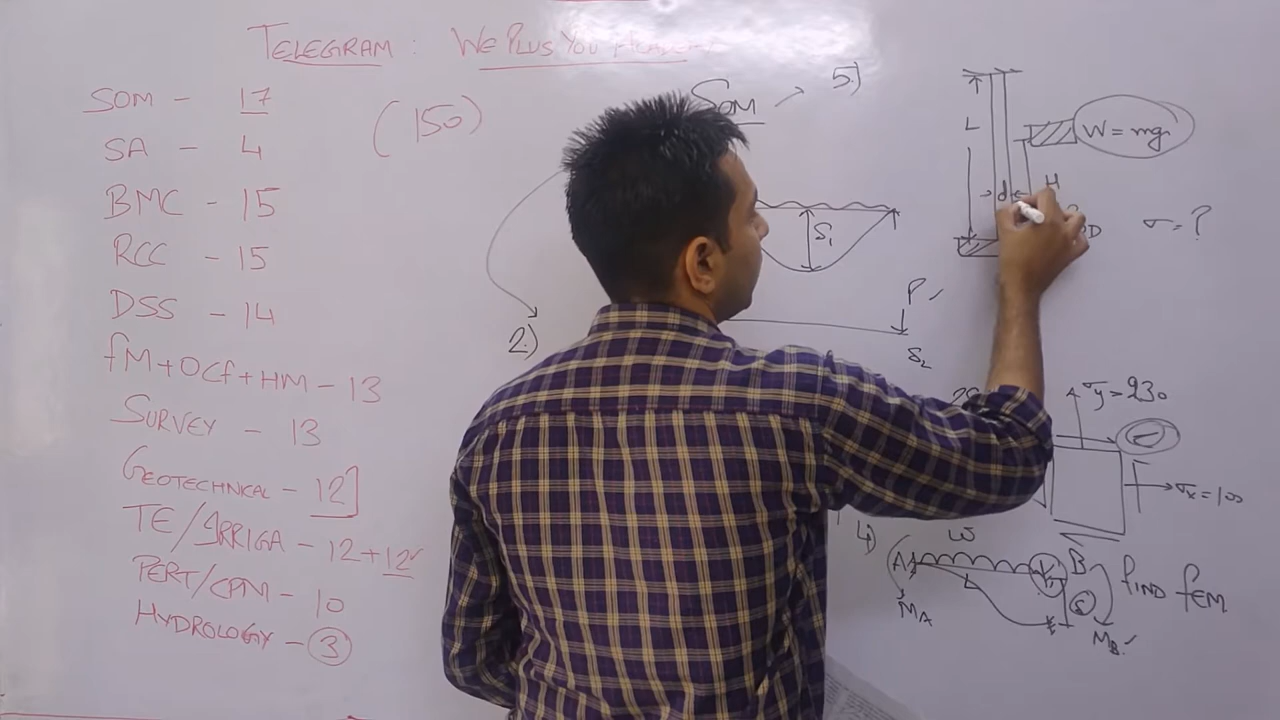 TELEGRAM : WE PLUS YOU ACADEMY
SOM - 17
(150)
SA - 4
BMC - 15
RCC - 15
DSS - 14
fM+OCf+HM - 13
SURVEY - 13
GEOTECHNICAL - 12]
TE/IRRIGA - 12+12
PERT/CPM - 10
HYDROLOGY - 3
SOM
5)
L
W = mg
d
H
D
σ = ?
S1
P
S2
2)
σy = 230
σx = 100
4)
w
A
B
L
MA
MB
FIND FEM